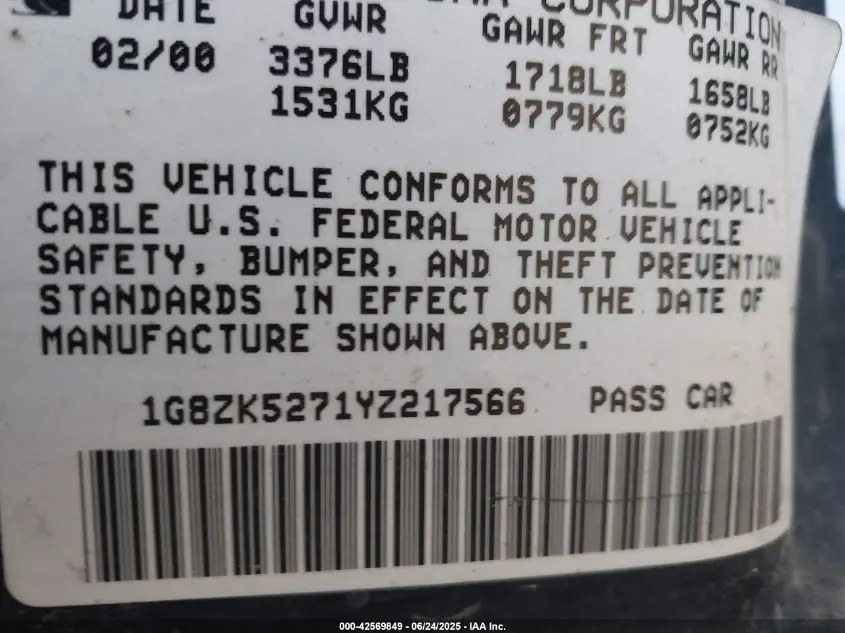 CORPORATION
DATE GVWR GAWR FRT GAWR RR
02/00 3376LB 1718LB 1658LB
1531KG 0779KG 0752KG
THIS VEHICLE CONFORMS TO ALL APPLI-
CABLE U.S. FEDERAL MOTOR VEHICLE
SAFETY, BUMPER, AND THEFT PREVENTION
STANDARDS IN EFFECT ON THE DATE OF
MANUFACTURE SHOWN ABOVE.
1G8ZK5271YZ217566 PASS CAR
000-42569849 - 06/24/2025 - IAA Inc.